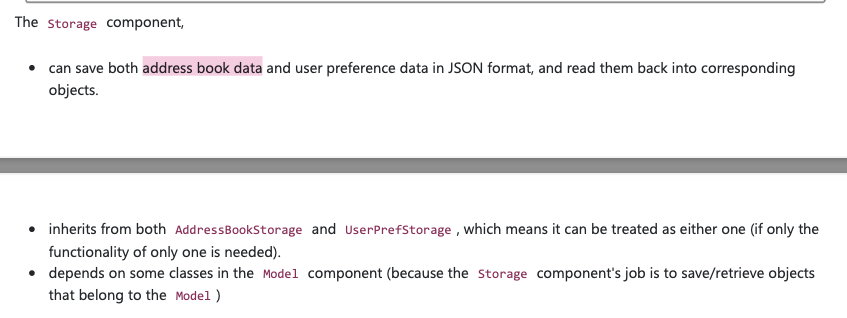 The Storage component,
can save both address book data and user preference data in JSON format, and read them back into corresponding
objects.
inherits from both AddressBookStorage and UserPrefStorage , which means it can be treated as either one (if only the
functionality of only one is needed).
depends on some classes in the Model component (because the Storage component's job is to save/retrieve objects
that belong to the Model )